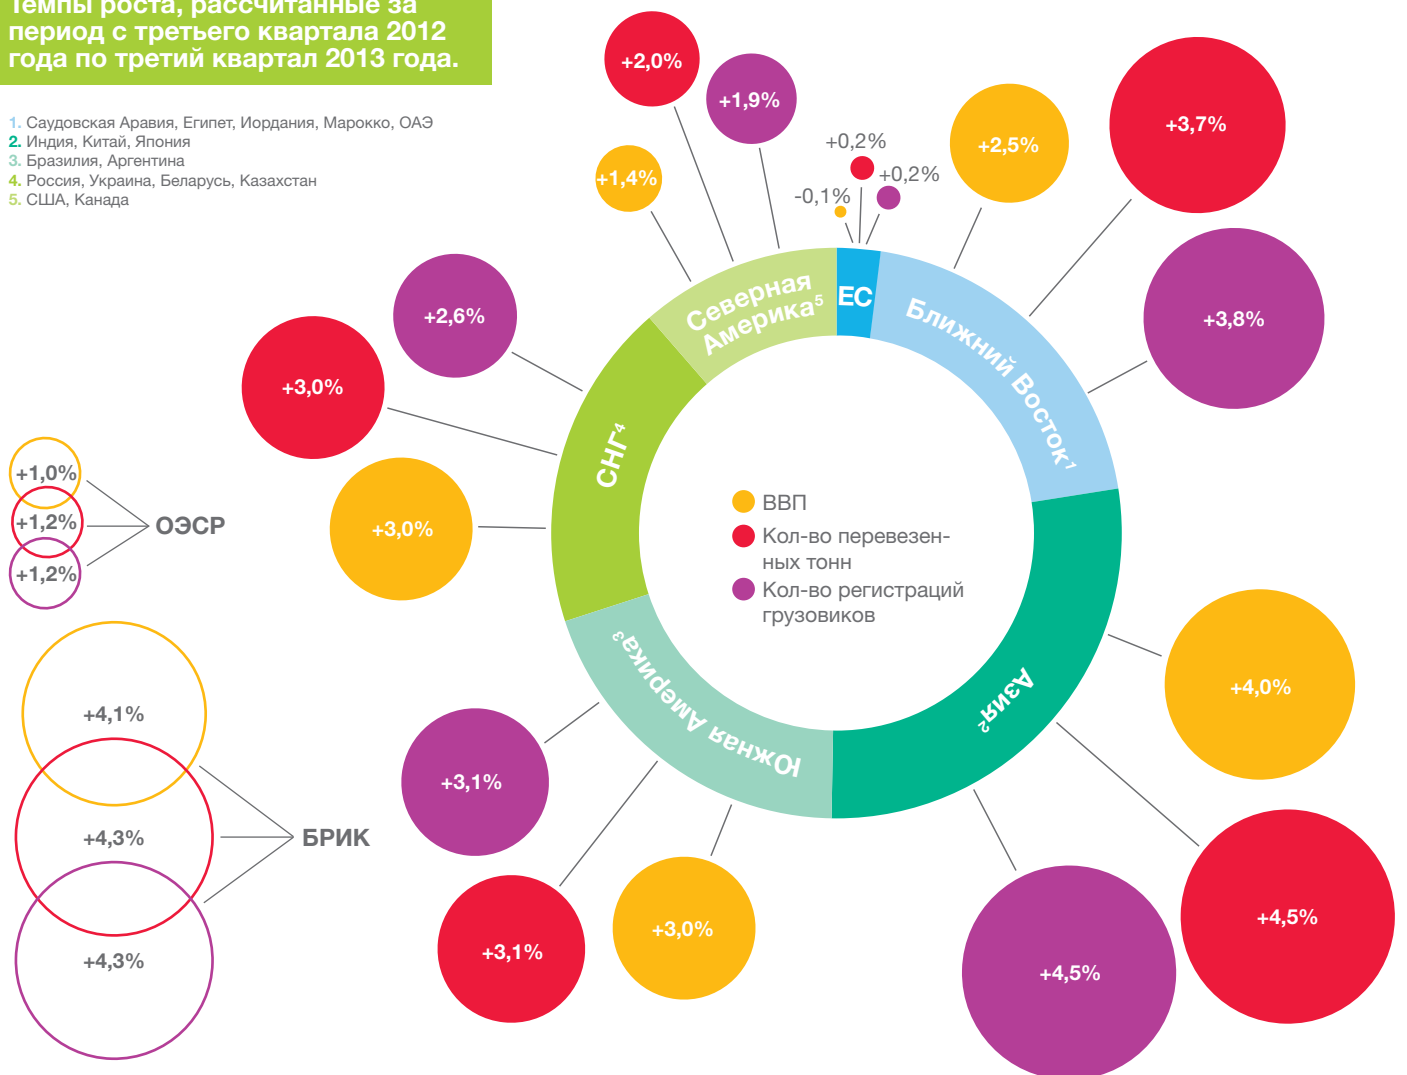 Темпы роста, рассчитанные за
период с третьего квартала 2012
года по третий квартал 2013 года.
1. Саудовская Аравия, Египет, Иордания, Марокко, ОАЭ
2. Индия, Китай, Япония
3. Бразилия, Аргентина
4. Россия, Украина, Беларусь, Казахстан
5. США, Канада
+2,0%
+1,9%
+1,4%
+0,2%
+0,2%
-0,1%
+2,5%
+3,7%
+3,8%
+2,6%
+3,0%
+3,0%
Северная
Америка5
ЕС
Ближний Восток1
СНГ4
Азия2
Южная Америка3
ВВП
Кол-во перевезен-
ных тонн
Кол-во регистраций
грузовиков
+1,0%
+1,2%
+1,2%
ОЭСР
+4,1%
+4,3%
+4,3%
БРИК
+3,1%
+3,1%
+3,0%
+4,0%
+4,5%
+4,5%